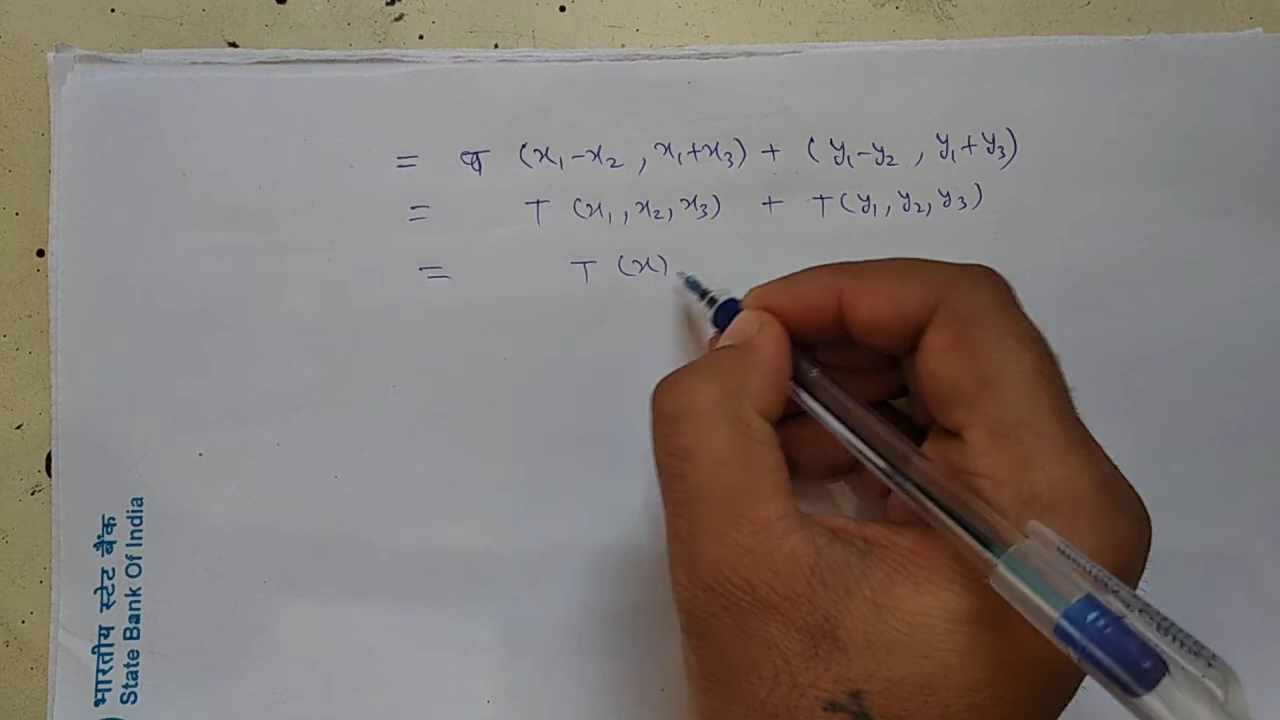 = (x₁-x₂, x₁+x₃) + (y₁-y₂, y₁+y₃)
= T (x₁, x₂, x₃) + T(y₁, y₂, y₃)
= T (x)
भारतीय स्टेट बैंक
State Bank Of India